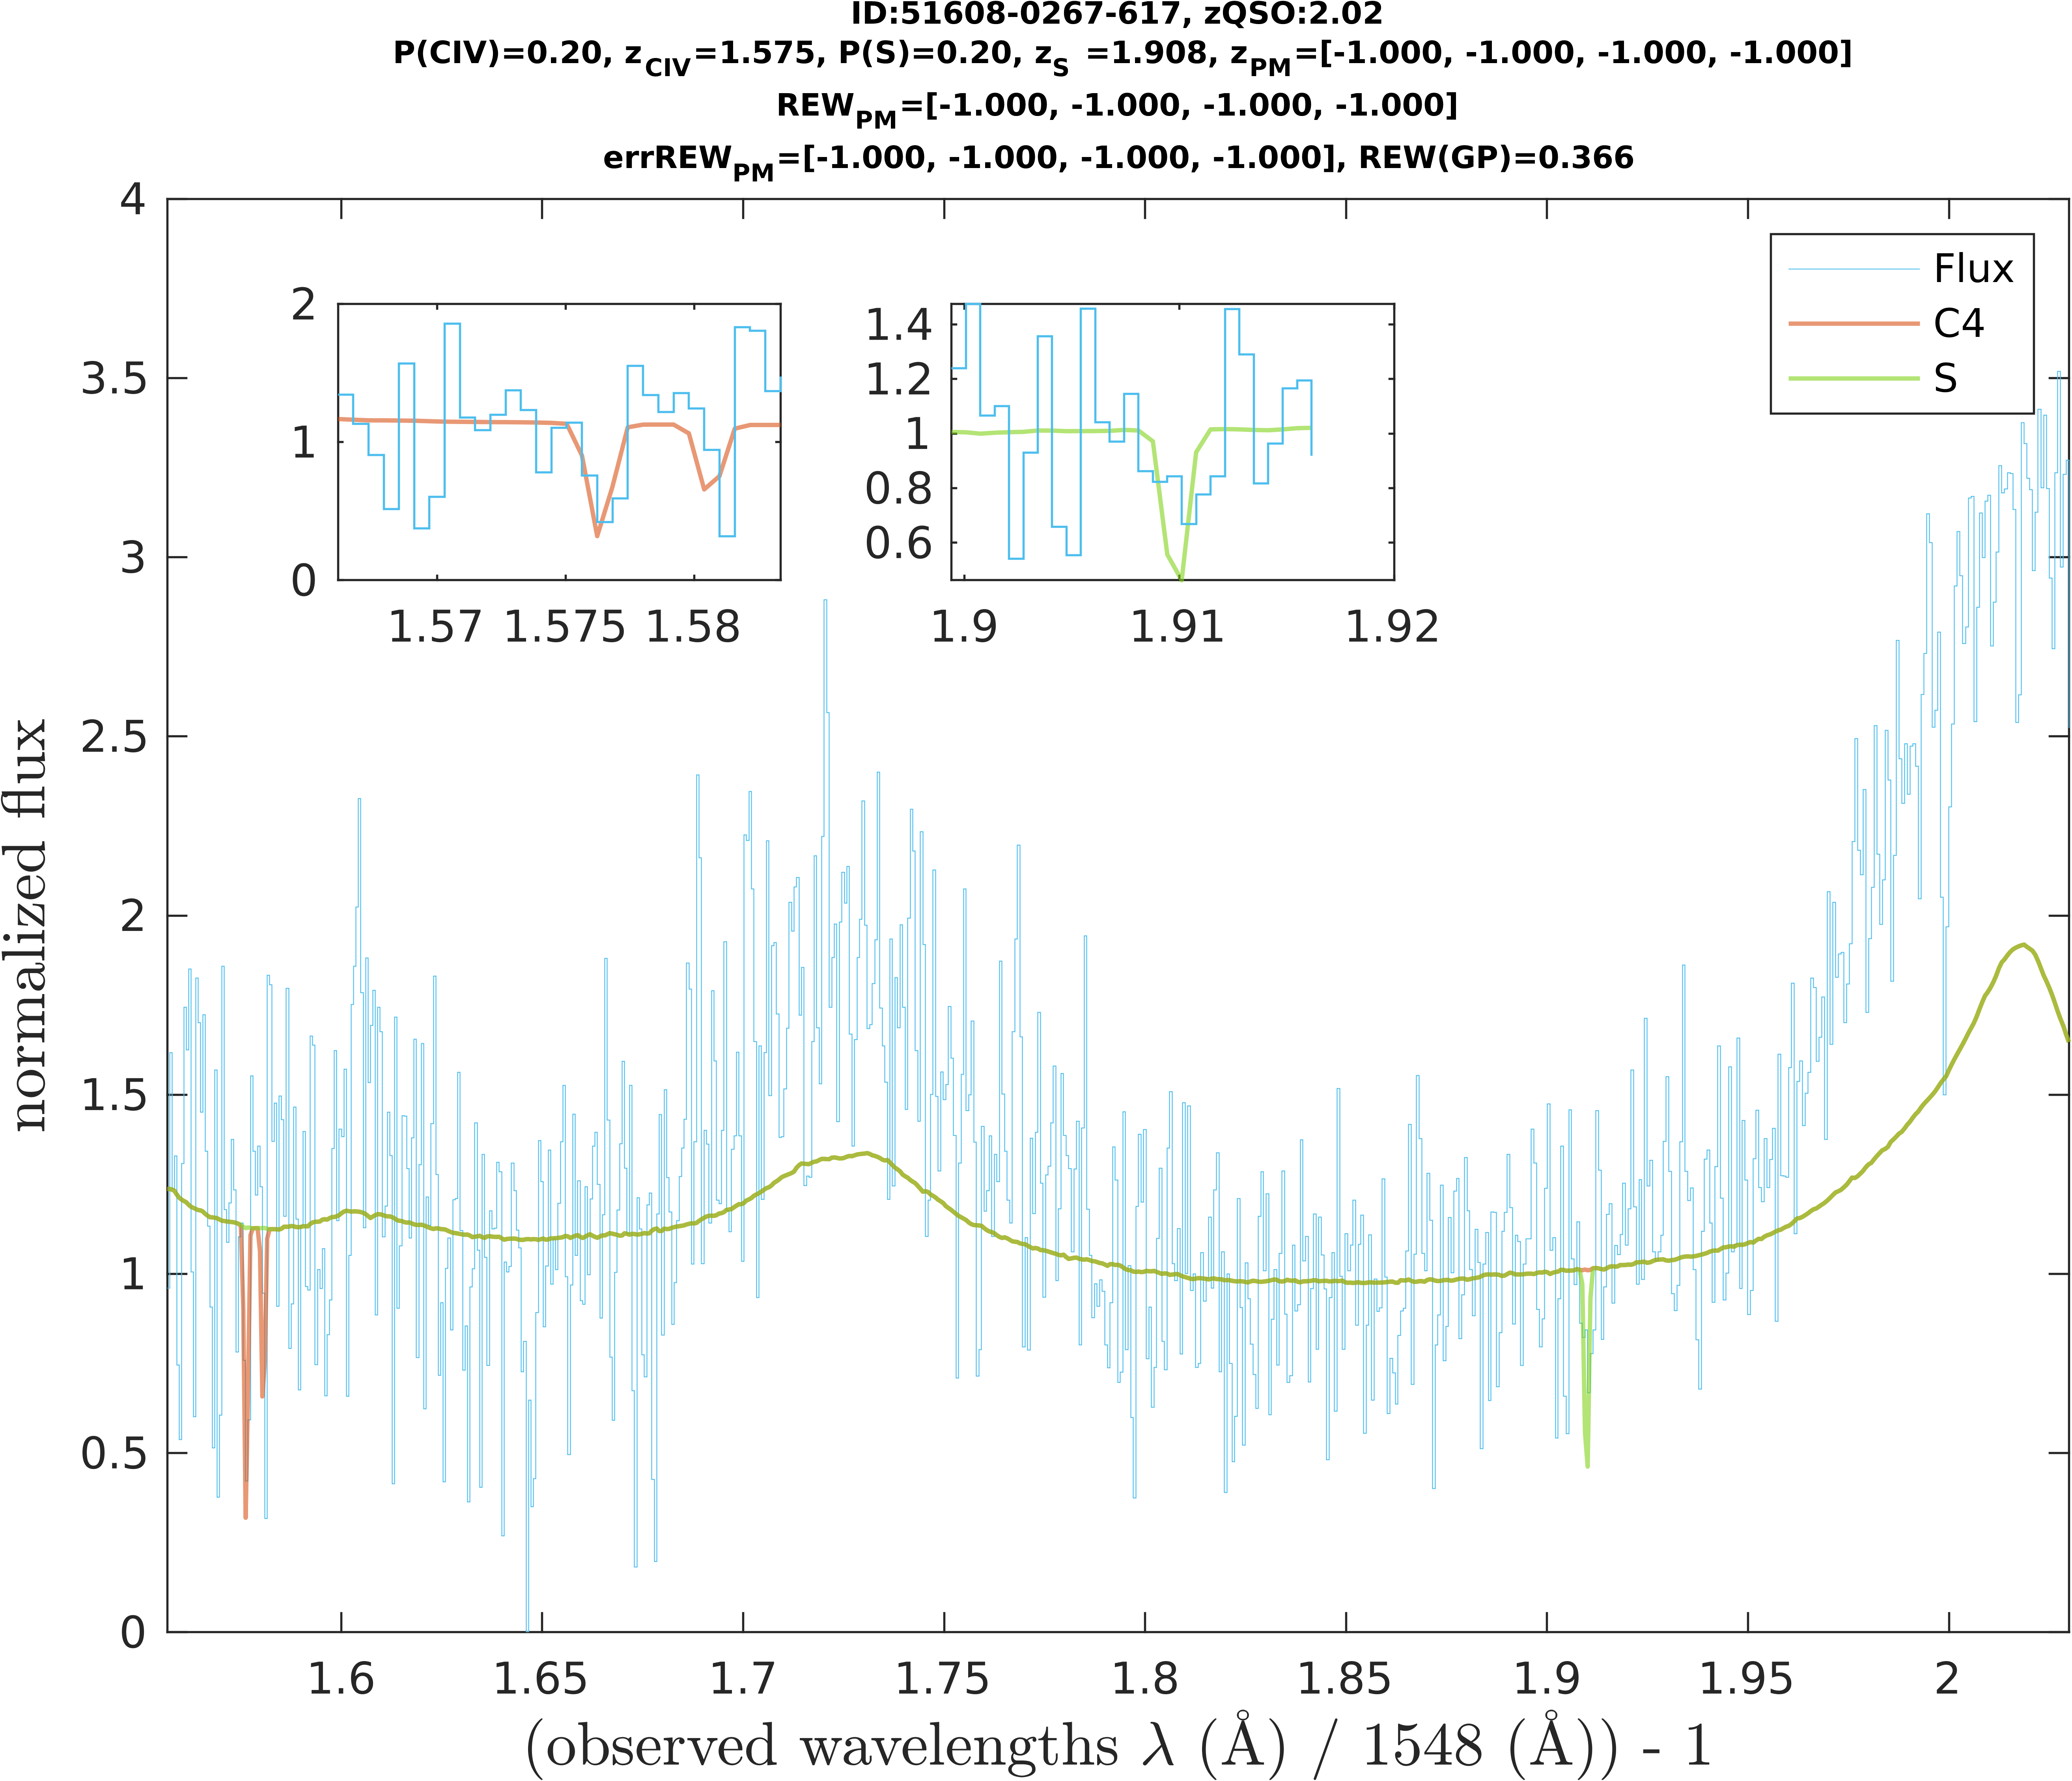 ID:51608-0267-617, zQSO:2.02
P(CIV)=0.20, zCIV=1.575, P(S)=0.20, zS =1.908, zPM=[-1.000, -1.000, -1.000, -1.000]
REWPM=[-1.000, -1.000, -1.000, -1.000]
errREWPM=[-1.000, -1.000, -1.000, -1.000], REW(GP)=0.366
4
3.5
3
2.5
2
1.5
1
0.5
0
normalized flux
2
1
0
1.57 1.575 1.58
1.4
1.2
1
0.8
0.6
1.9 1.91 1.92
Flux
C4
S
1.6 1.65 1.7 1.75 1.8 1.85 1.9 1.95 2
(observed wavelengths λ (Å) / 1548 (Å)) - 1